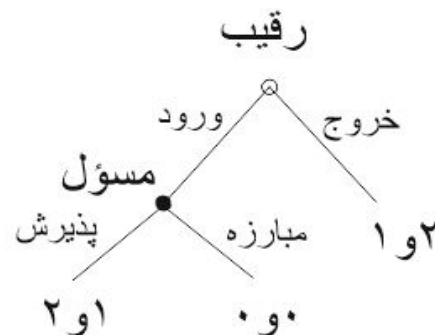 رقیب
خروج
ورود
مسؤل
۲و۱
مبارزه
پذیرش
۰و۰
۱و۲